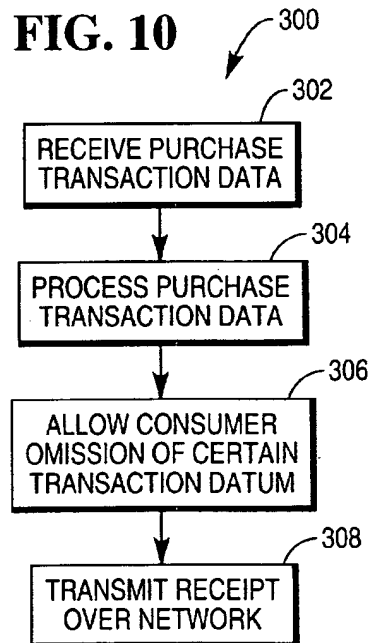 FIG. 10
300
302
RECEIVE PURCHASE
TRANSACTION DATA
304
PROCESS PURCHASE
TRANSACTION DATA
306
ALLOW CONSUMER
OMISSION OF CERTAIN
TRANSACTION DATUM
308
TRANSMIT RECEIPT
OVER NETWORK